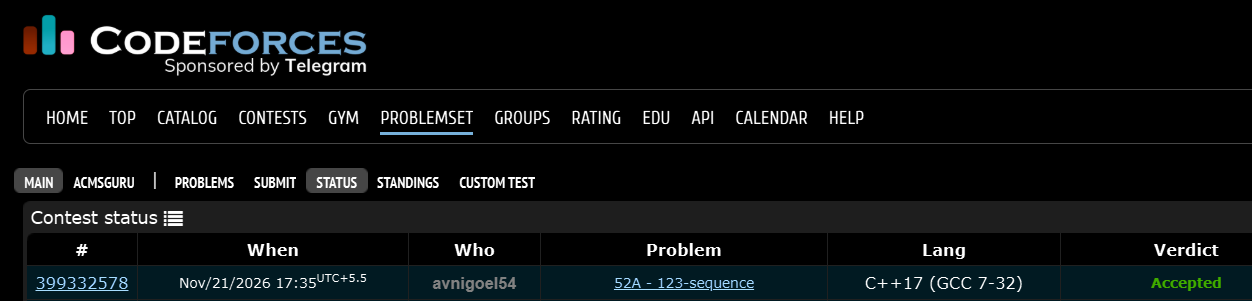 CODEFORCES
Sponsored by Telegram
HOME TOP CATALOG CONTESTS GYM PROBLEMSET GROUPS RATING EDU API CALENDAR HELP
MAIN ACMSGURU | PROBLEMS SUBMIT STATUS STANDINGS CUSTOM TEST
Contest status
# When Who Problem Lang Verdict
399332578 Nov/21/2026 17:35UTC+5.5 avnigoel54 52A - 123-sequence C++17 (GCC 7-32) Accepted